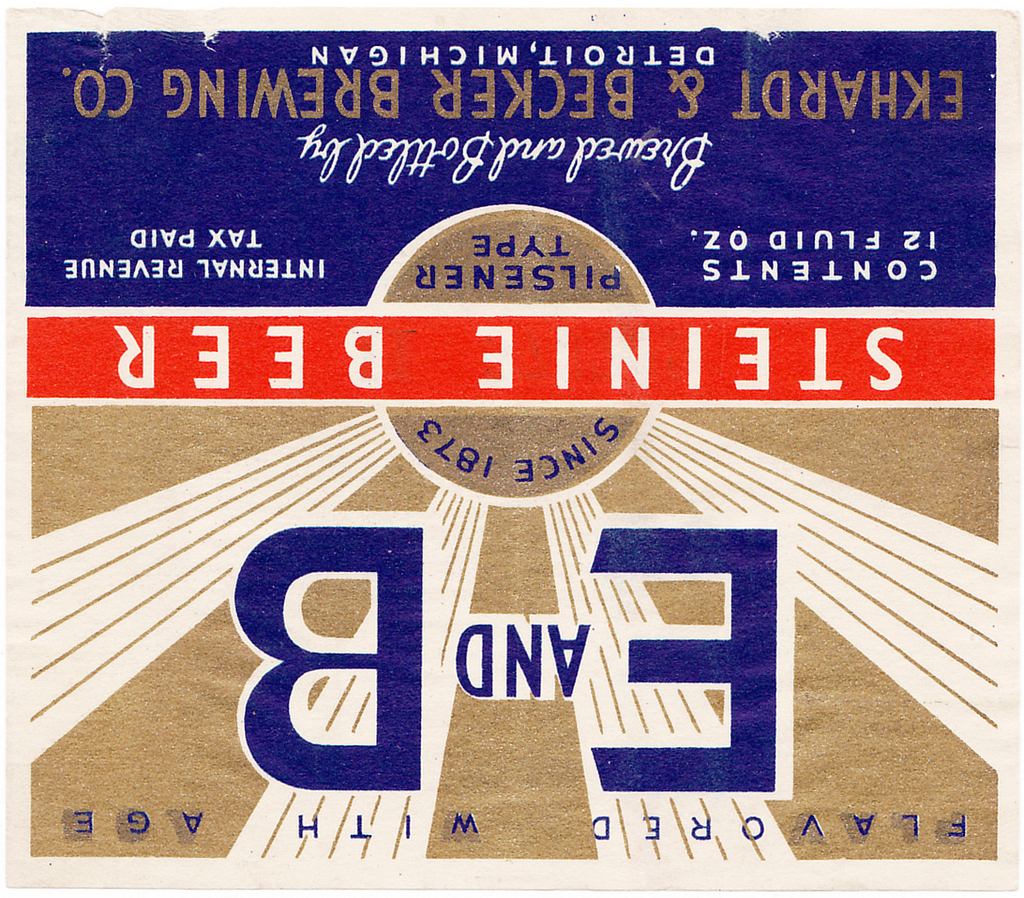 FLAVORED WITH AGE
E AND B
SINCE 1873
STEINIE BEER
PILSENER
TYPE
CONTENTS
12 FLUID OZ.
INTERNAL REVENUE
TAX PAID
Brewed and Bottled by
EKHARDT & BECKER BREWING CO.
DETROIT, MICHIGAN